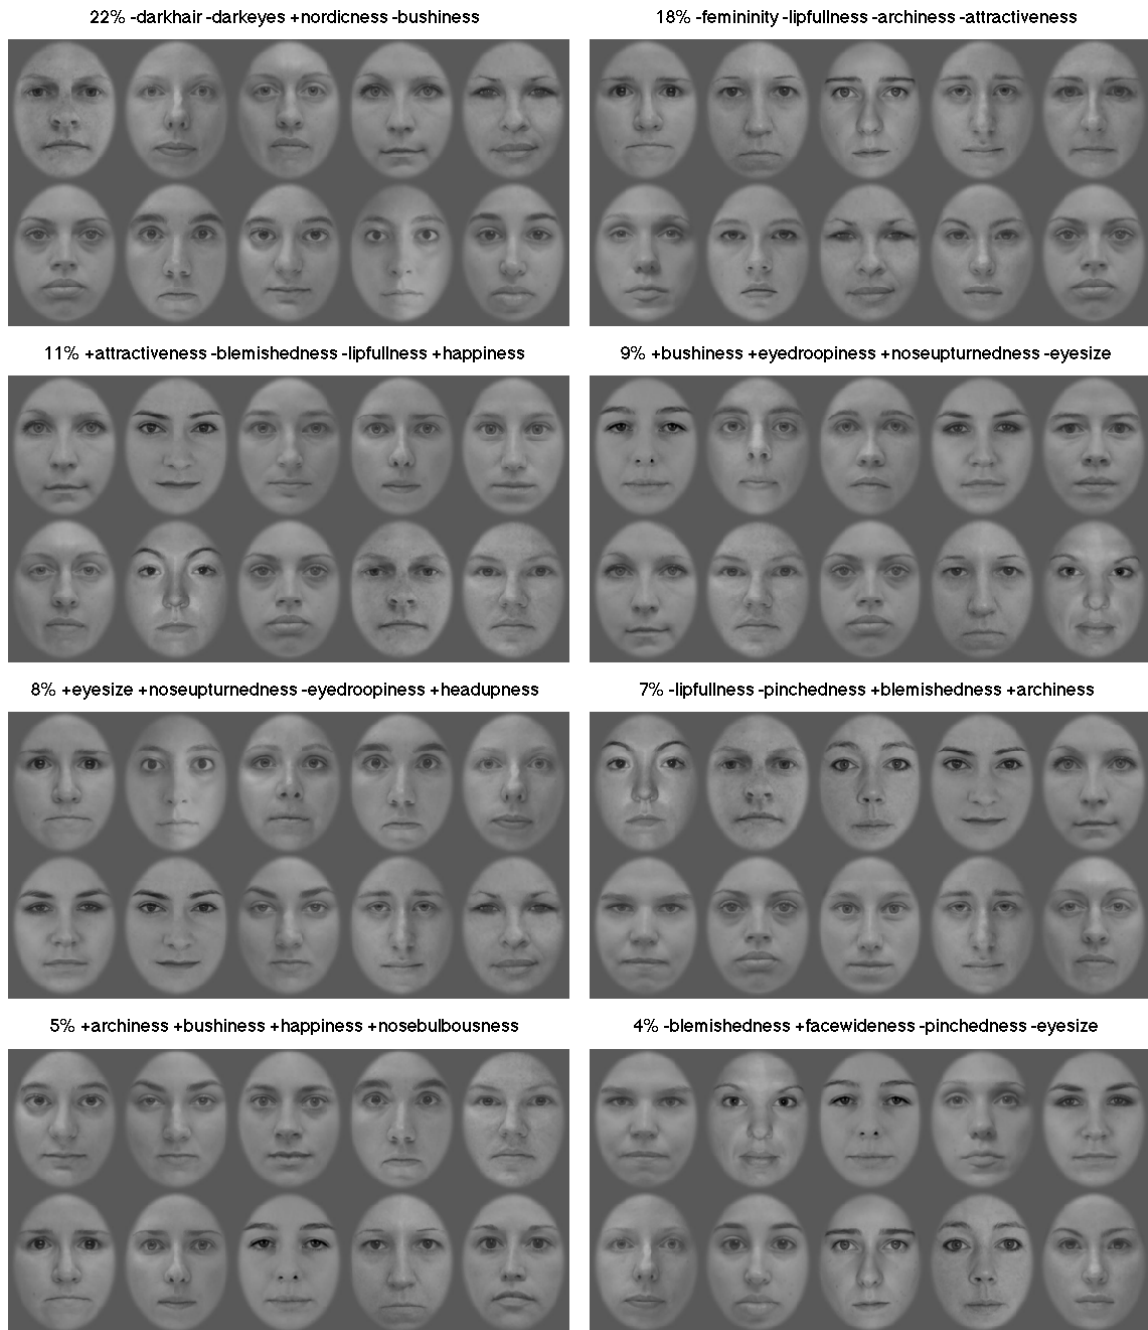 22% -darkhair -darkeyes +nordicness -bushiness
18% -femininity -lipfullness -archiness -attractiveness
11% +attractiveness -blemishedness -lipfullness +happiness
9% +bushiness +eyedroopiness +noseupturnedness -eyesize
8% +eyesize +noseupturnedness -eyedroopiness +headupness
7% -lipfullness -pinchedness +blemishedness +archiness
5% +archiness +bushiness +happiness +nosebulbousness
4% -blemishedness +facewideness -pinchedness -eyesize